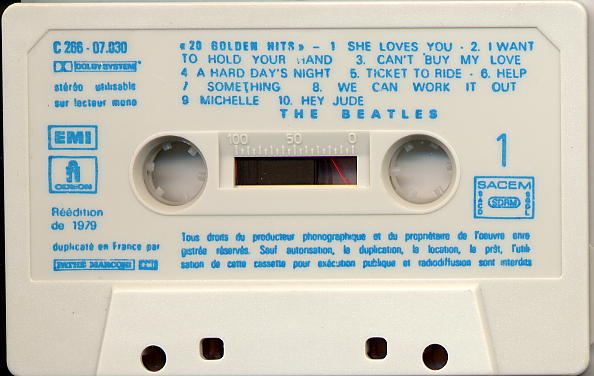 C 266 - 07.030
DOLBY SYSTEM
stéréo utilisable
sur lecteur mono
EMI
ODEON
Réédition
de 1979
dupliqué en France par
PATHÉ MARCONI EMI
«20 GOLDEN HITS» - 1 SHE LOVES YOU · 2. I WANT
TO HOLD YOUR HAND 3. CAN'T BUY MY LOVE
4 A HARD DAY'S NIGHT 5. TICKET TO RIDE - 6. HELP
7 SOMETHING 8. WE CAN WORK IT OUT
9 MICHELLE 10. HEY JUDE
THE BEATLES
100 50 0
1
SACEM
SACD SDRM SGDL
Tous droits du producteur phonographique et du propriétaire de l'oeuvre enre
gistrée réservés. Sauf autorisation, la duplication, la location, le prêt, l'utili-
sation de cette cassette pour exécution publique et radiodiffusion sont interdits